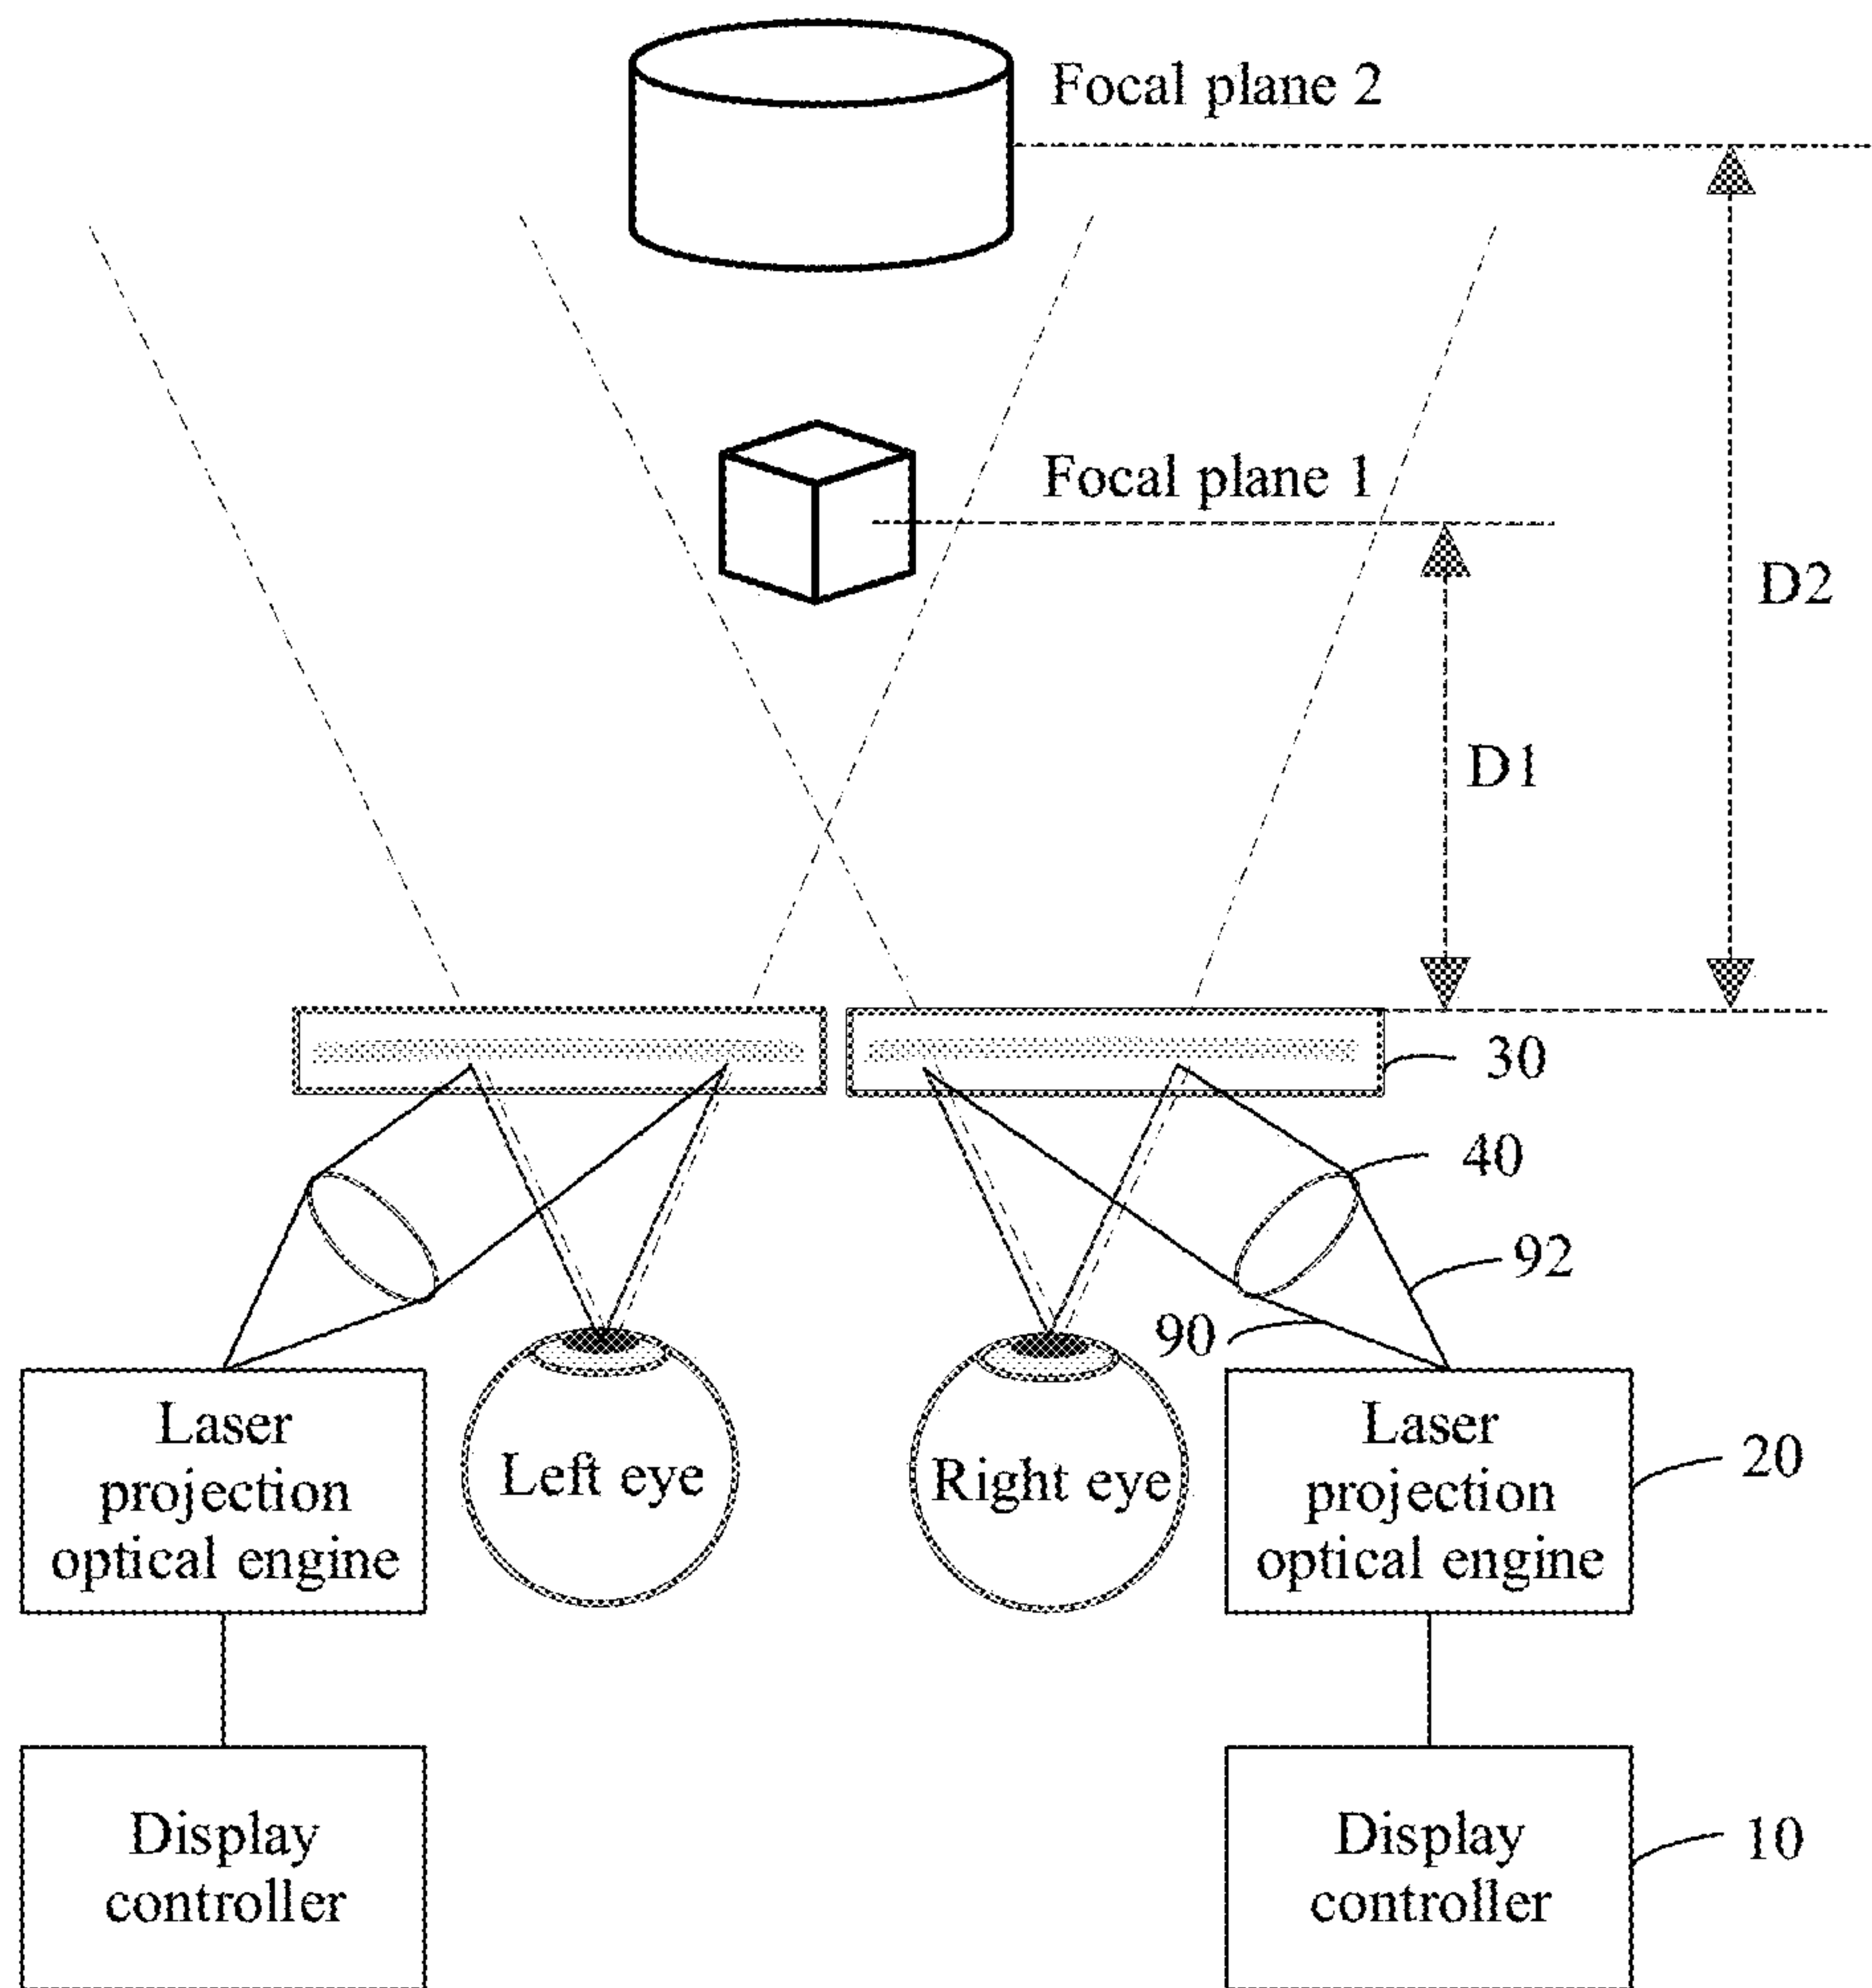 Focal plane 2
Focal plane 1
D2
D1
30
40
92
90
Laser
projection
optical engine
Left eye
Right eye
Laser
projection
optical engine
20
Display
controller
Display
controller
10